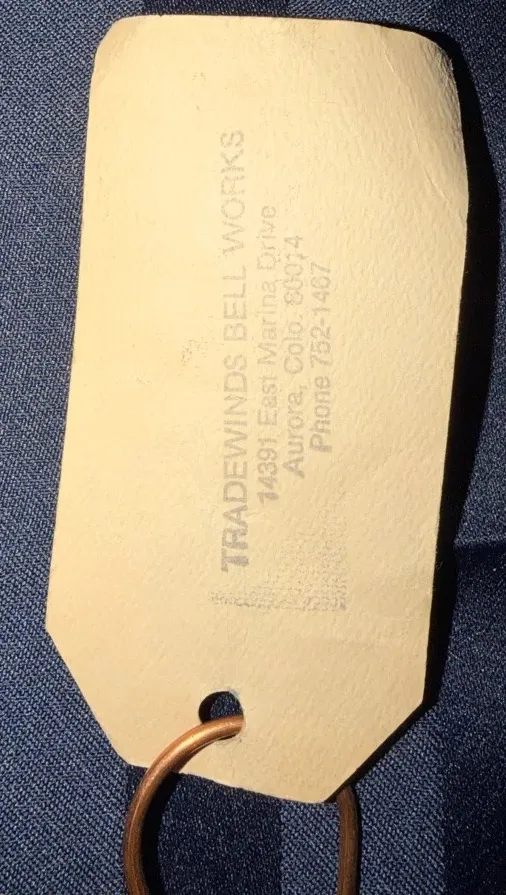 TRADEWINDS BELL WORKS
14391 East Marina Drive
Aurora, Colo. 80014
Phone 752-1467